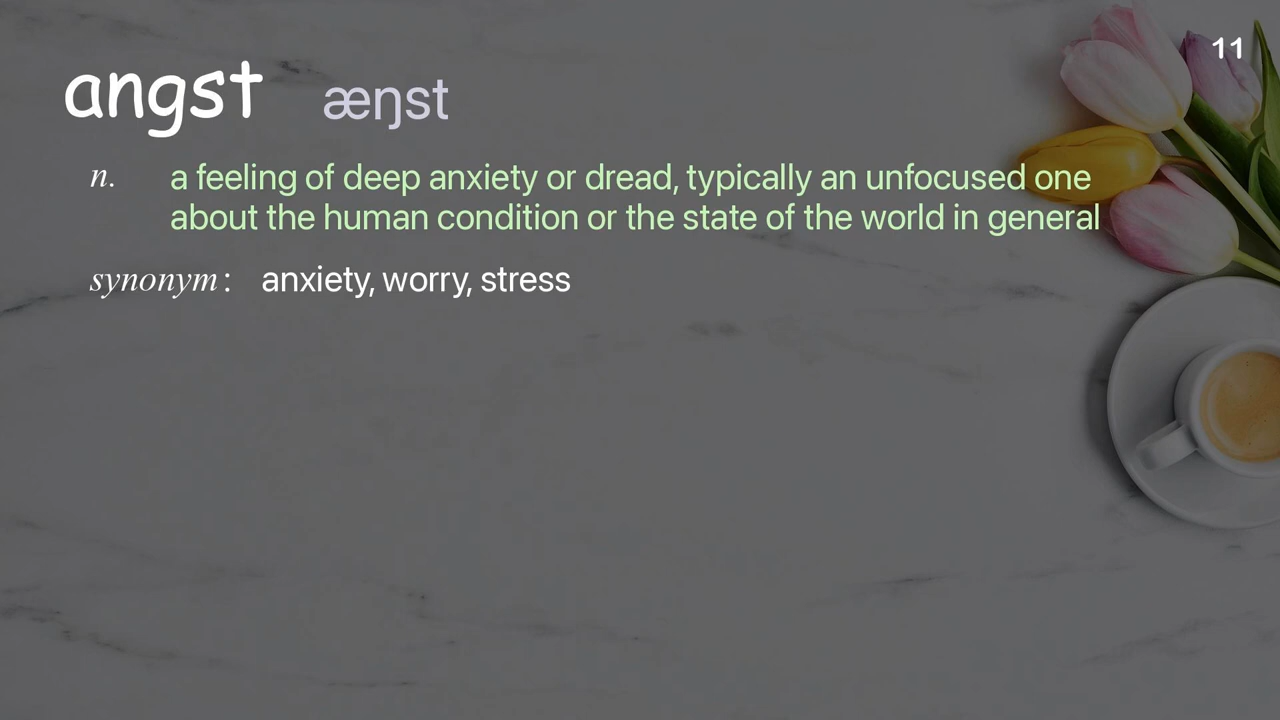 11
angst æŋst
n. a feeling of deep anxiety or dread, typically an unfocused one
about the human condition or the state of the world in general
synonym: anxiety, worry, stress